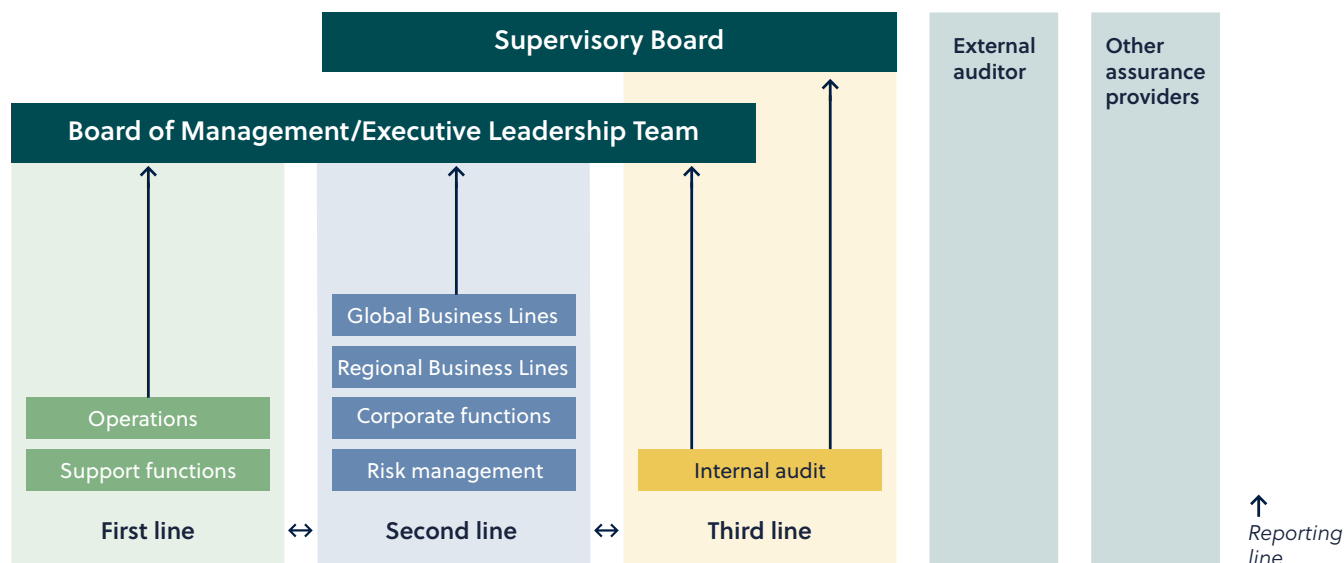 Supervisory Board
External
auditor
Other
assurance
providers
Board of Management/Executive Leadership Team
Global Business Lines
Regional Business Lines
Operations
Corporate functions
Support functions
Risk management
Internal audit
First line
Second line
Third line
Reporting
line